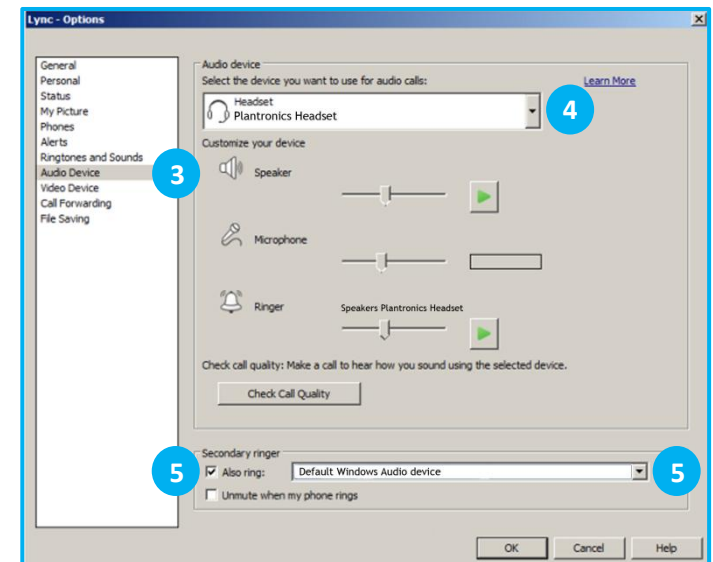 Lync - Options
General
Personal
Status
My Picture
Phones
Alerts
Ringtones and Sounds
Audio Device
Video Device
Call Forwarding
File Saving
3
Audio device
Select the device you want to use for audio calls:
Learn More
Headset
Plantronics Headset
4
Customize your device
Speaker
Microphone
Ringer
Speakers Plantronics Headset
Check call quality: Make a call to hear how you sound using the selected device.
Check Call Quality
Secondary ringer
5
Also ring:
Default Windows Audio device
5
Unmute when my phone rings
OK
Cancel
Help